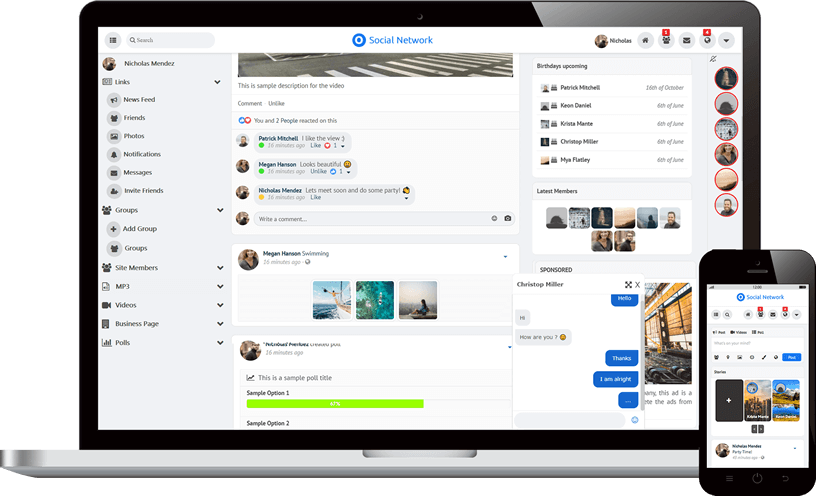 Search
Social Network
Nicholas
1
4
Nicholas Mendez
Links
News Feed
Friends
Photos
Notifications
Messages
Invite Friends
Groups
Add Group
Groups
Site Members
MP3
Videos
Business Page
Polls
This is sample description for the video
Comment · Unlike
You and 2 People reacted on this
Patrick Mitchell I like the view :)
16 minutes ago Like 1
Megan Hanson Looks beautiful
16 minutes ago Unlike 1
Nicholas Mendez Lets meet soon and do some party!
16 minutes ago Like
Write a comment...
Megan Hanson Swimming
16 minutes ago
Nicholas Mendez created poll
16 minutes ago
This is a sample poll title
Sample Option 1
Sample Option 2
Birthdays upcoming
Patrick Mitchell 16th of October
Keon Daniel 6th of June
Krista Mante 6th of June
Christop Miller 6th of June
Mya Flatley 6th of June
Latest Members
SPONSORED
pany, this ad is a
ete the ads from
Christop Miller X
Hello
Hi
How are you ?
Thanks
I am alright
...
Social Network
Post Videos Poll
What's on your mind?
Post
Stories
Krista Mante
Keon Daniel
Nicholas Mendez
Party Time!